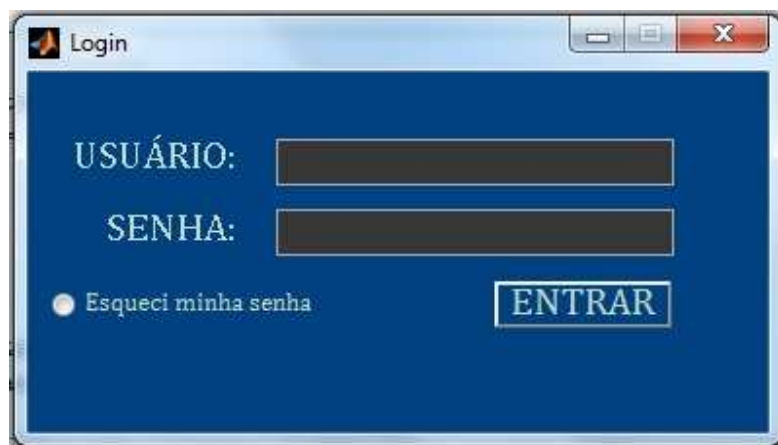 Login
USUÁRIO:
SENHA:
Esqueci minha senha
ENTRAR